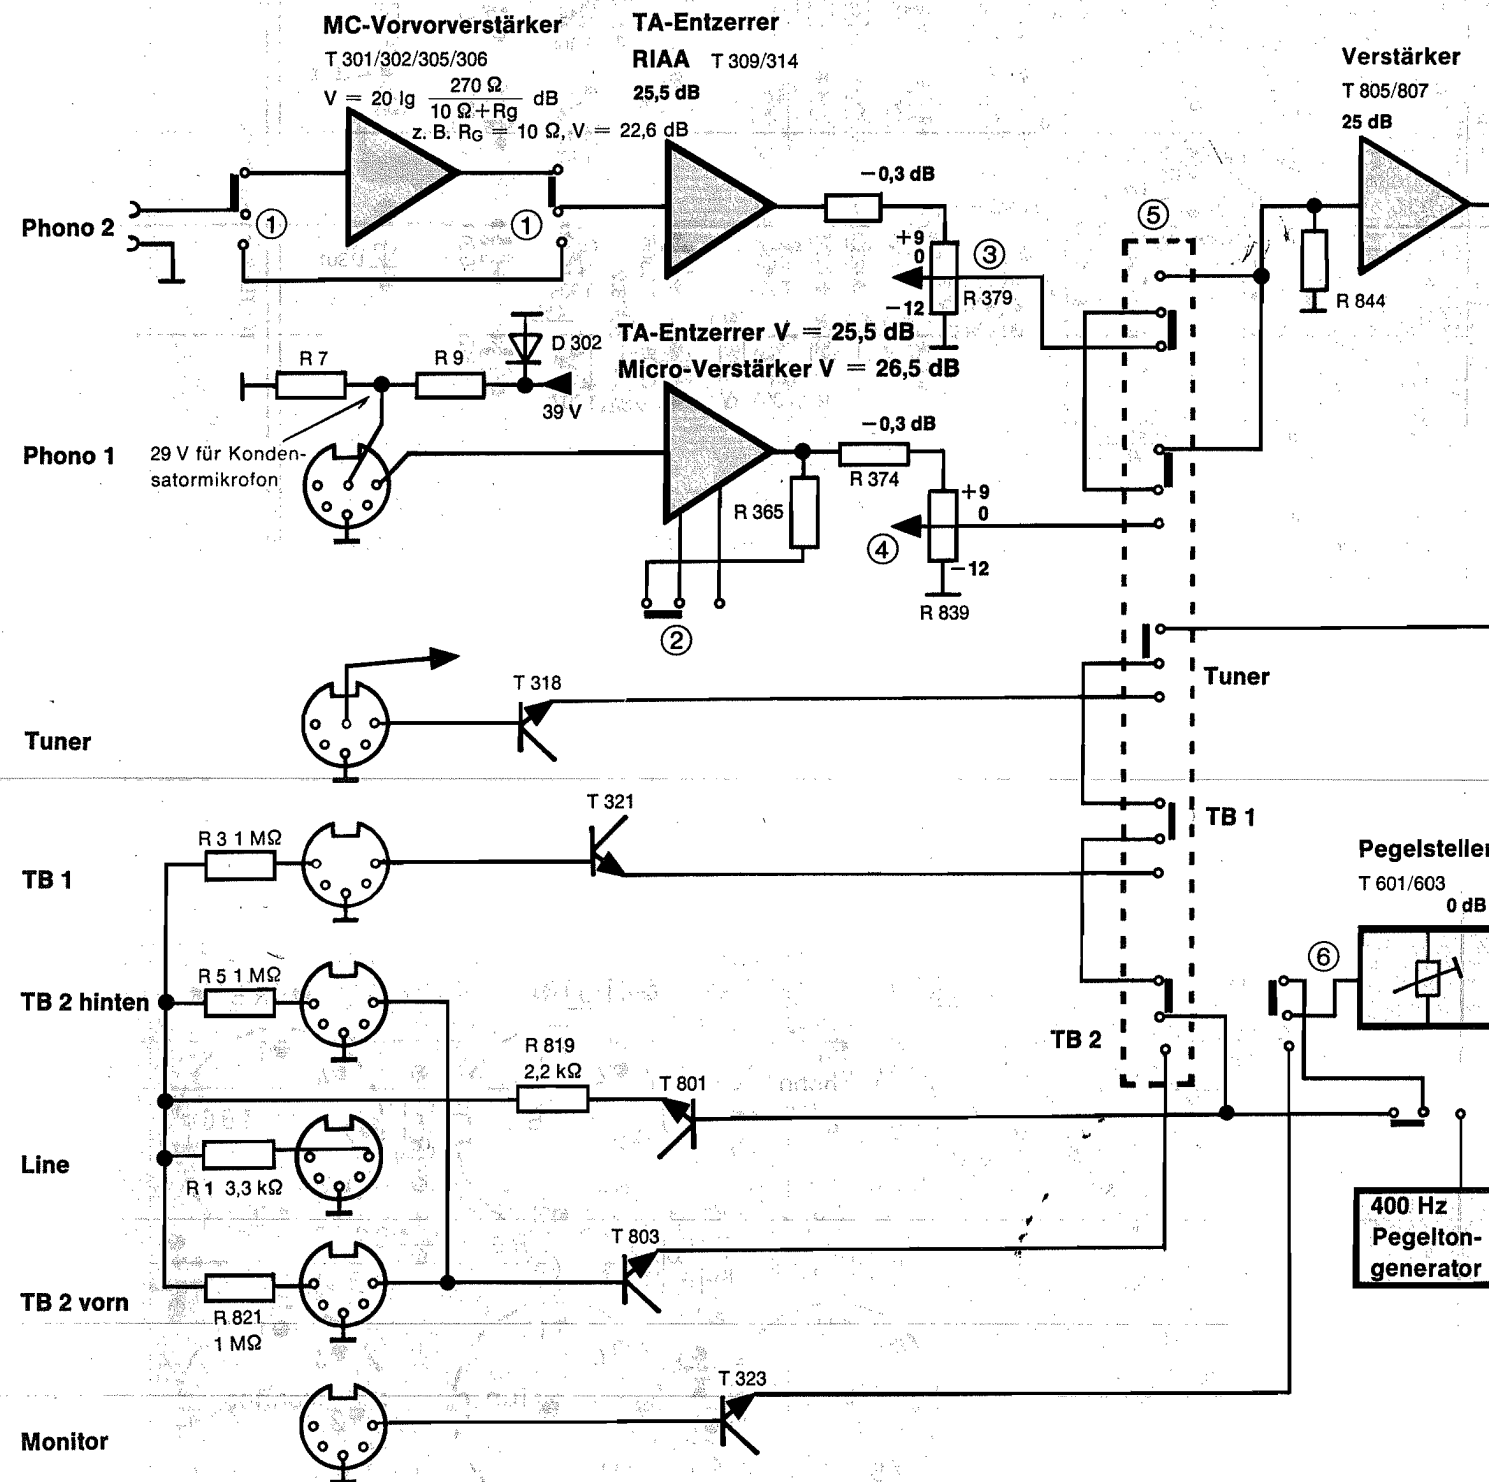 MC-Vorvorverstärker
T 301/302/305/306
V = 20 lg 270 Ω / 10 Ω+Rg dB
z. B. RG = 10 Ω, V = 22,6 dB
TA-Entzerrer
RIAA T 309/314
25,5 dB
Verstärker
T 805/807
25 dB
−0,3 dB
Phono 2
1
1
+9
0
−12
3
R 379
5
R 844
TA-Entzerrer V = 25,5 dB
Micro-Verstärker V = 26,5 dB
R 7
R 9
D 302
39 V
29 V für Konden-
satormikrofon
Phono 1
−0,3 dB
R 374
R 365
+9
0
−12
4
R 839
2
Tuner
T 318
Tuner
T 321
TB 1
R 3 1 MΩ
TB 1
Pegelsteller
T 601/603
0 dB
6
R 5 1 MΩ
TB 2 hinten
TB 2
R 819
2,2 kΩ
T 801
Line
R 1 3,3 kΩ
400 Hz
Pegelton-
generator
T 803
TB 2 vorn
R 821
1 MΩ
T 323
Monitor